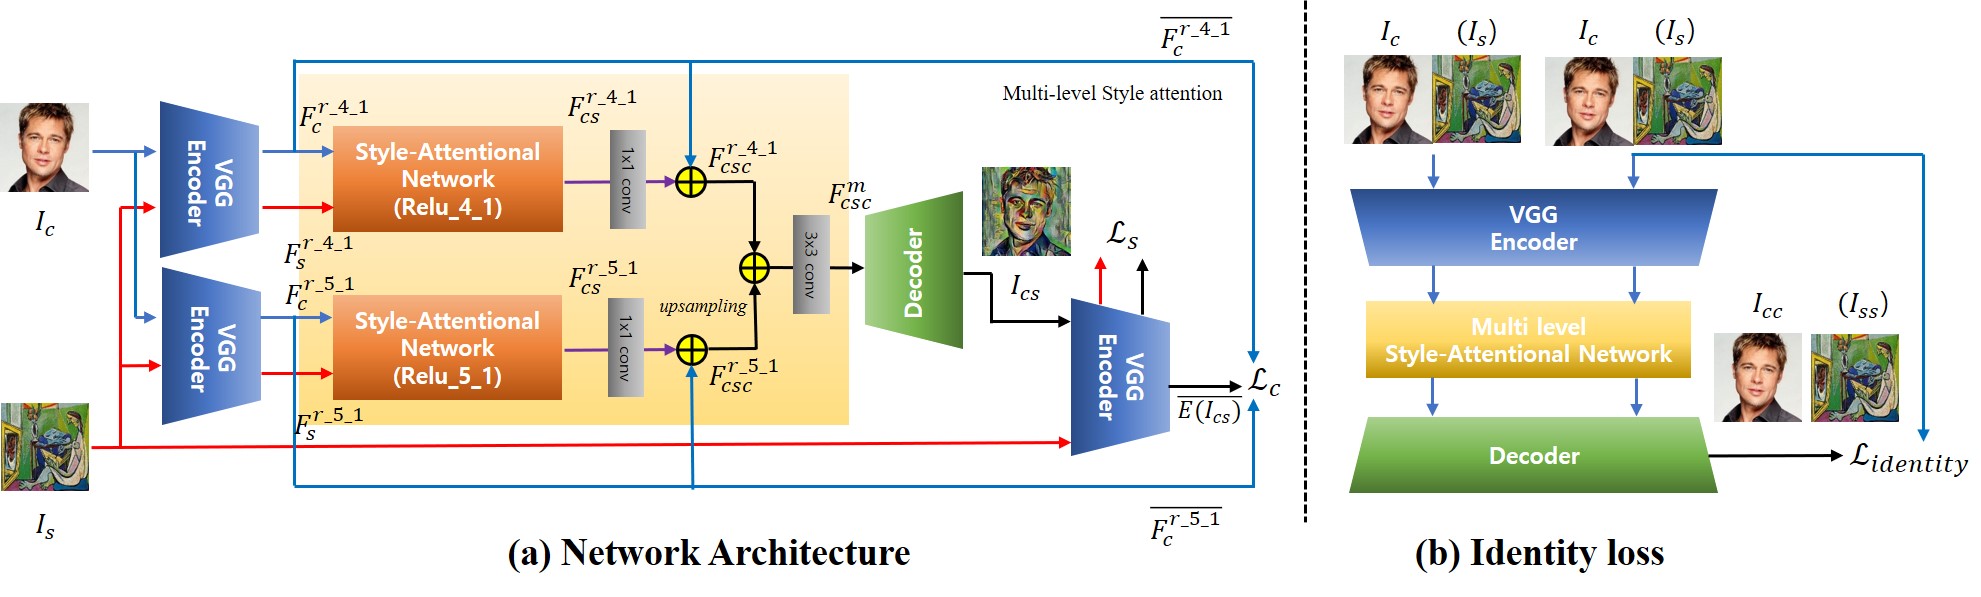 $\overline{F_c^{r\_4\_1}}$
Multi-level Style attention
$I_c$
$I_s$
VGG
Encoder
VGG
Encoder
$F_c^{r\_4\_1}$
Style-Attentional
Network
(Relu_4_1)
$F_s^{r\_4\_1}$
$F_c^{r\_5\_1}$
Style-Attentional
Network
(Relu_5_1)
$F_s^{r\_5\_1}$
$F_{cs}^{r\_4\_1}$
1x1 conv
$F_{csc}^{r\_4\_1}$
$F_{cs}^{r\_5\_1}$
1x1 conv
upsampling
$F_{csc}^{r\_5\_1}$
3x3 conv
$F_{csc}^{m}$
Decoder
$I_{cs}$
VGG
Encoder
$\mathcal{L}_s$
$\mathcal{L}_c$
$\overline{E(I_{cs})}$
$\overline{F_c^{r\_5\_1}}$
(a) Network Architecture
$I_c$ $(I_s)$ $I_c$ $(I_s)$
VGG
Encoder
Multi level
Style-Attentional Network
$I_{cc}$ $(I_{ss})$
Decoder
$\mathcal{L}_{identity}$
(b) Identity loss